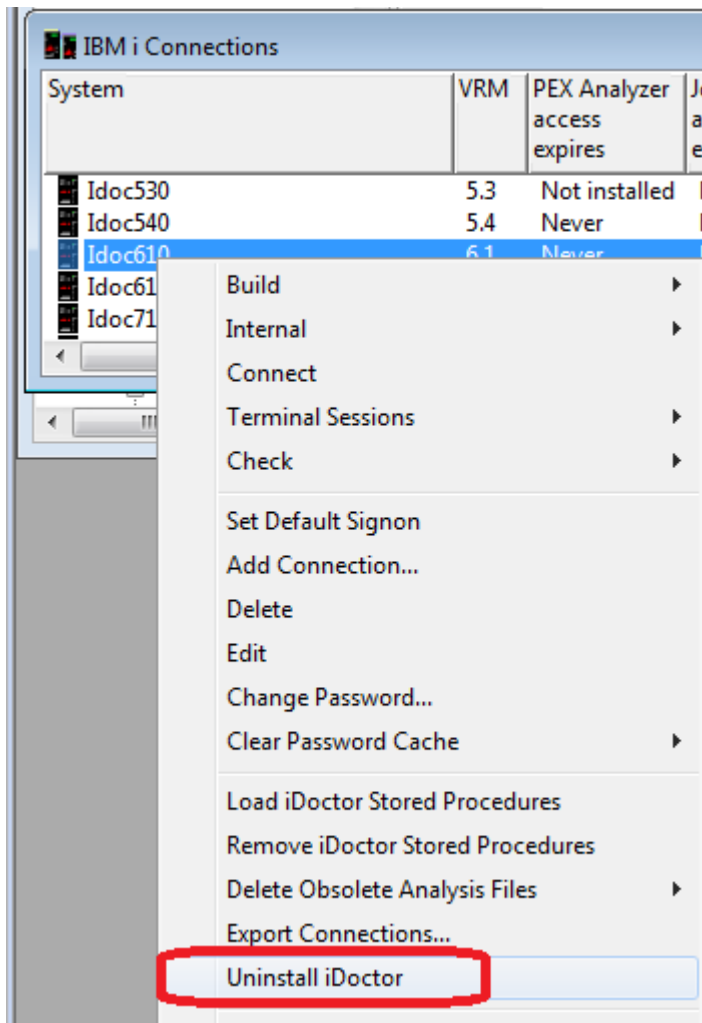 IBM i Connections
System VRM PEX Analyzer access expires
Idoc530 5.3 Not installed
Idoc540 5.4 Never
Idoc610 6.1 Never
Idoc61
Idoc71
Build
Internal
Connect
Terminal Sessions
Check
Set Default Signon
Add Connection...
Delete
Edit
Change Password...
Clear Password Cache
Load iDoctor Stored Procedures
Remove iDoctor Stored Procedures
Delete Obsolete Analysis Files
Export Connections...
Uninstall iDoctor